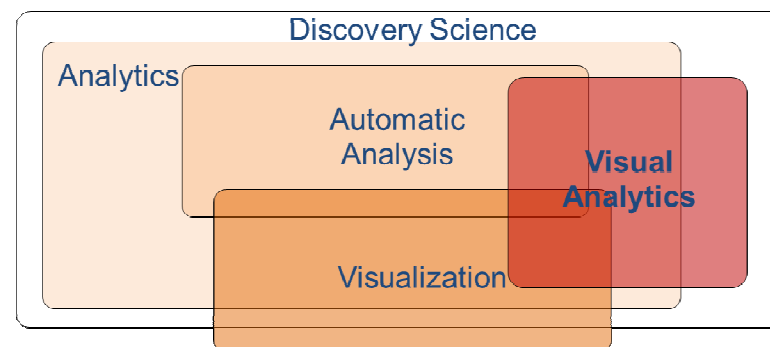 Discovery Science
Analytics
Automatic
Analysis
Visual
Analytics
Visualization